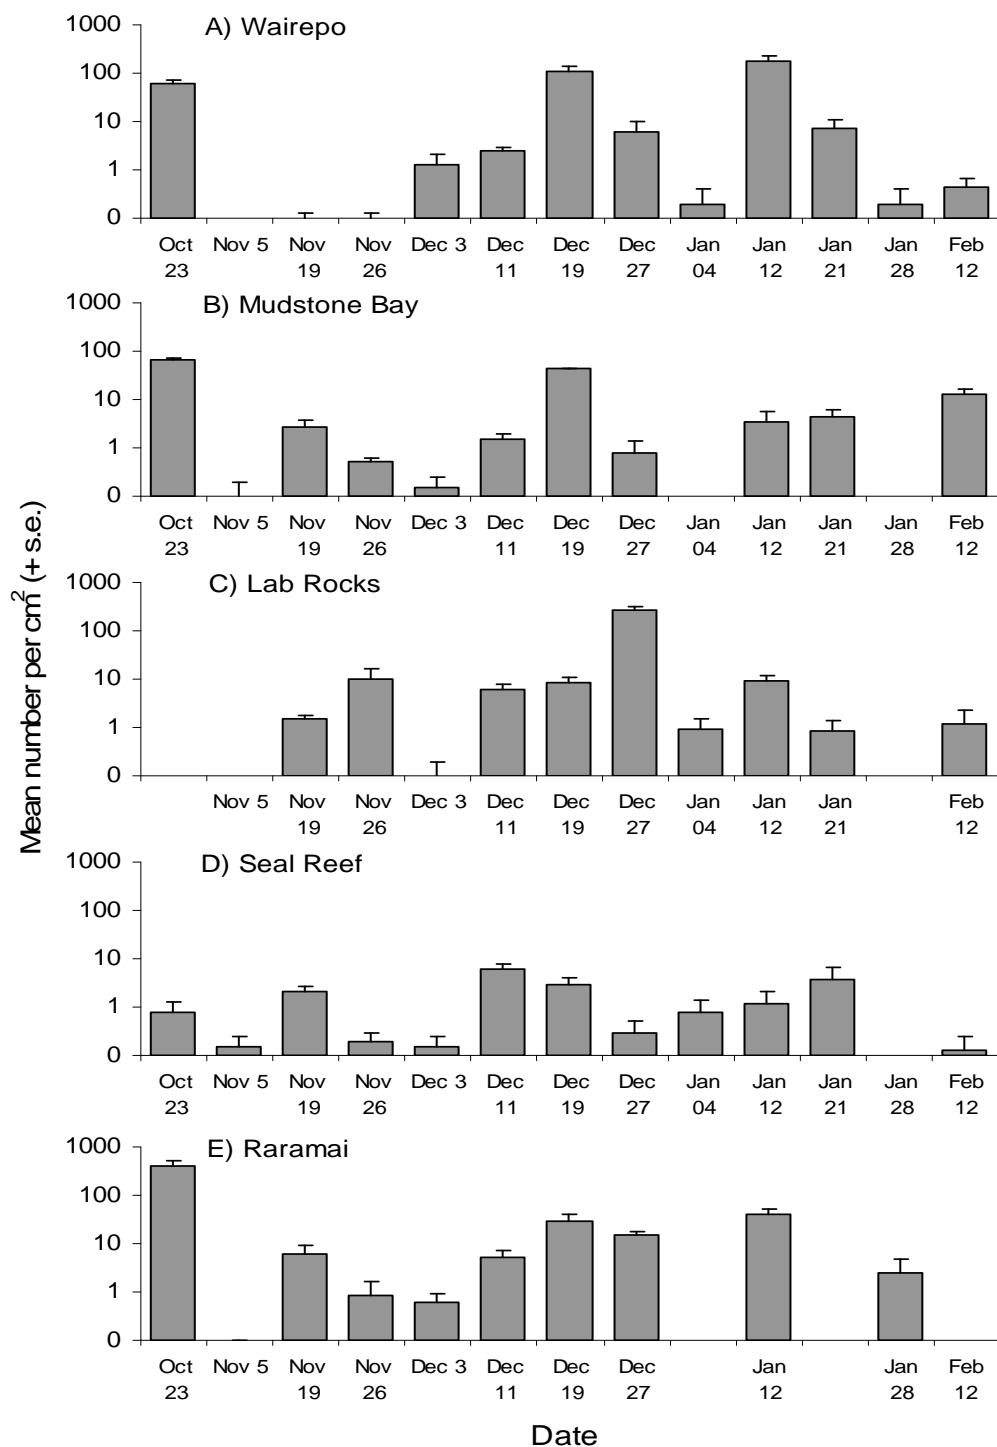 A) Wairepo
1000
100
10
1
0
Oct Nov 5 Nov Nov Dec 3 Dec Dec Dec Jan Jan Jan Jan Feb
23 19 26 11 19 27 04 12 21 28 12
B) Mudstone Bay
1000
100
10
1
0
Oct Nov 5 Nov Nov Dec 3 Dec Dec Dec Jan Jan Jan Jan Feb
23 19 26 11 19 27 04 12 21 28 12
C) Lab Rocks
1000
100
10
1
0
Nov 5 Nov Nov Dec 3 Dec Dec Dec Jan Jan Jan Feb
19 26 11 19 27 04 12 21 12
D) Seal Reef
1000
100
10
1
0
Oct Nov 5 Nov Nov Dec 3 Dec Dec Dec Jan Jan Jan Jan Feb
23 19 26 11 19 27 04 12 21 28 12
E) Raramai
1000
100
10
1
0
Oct Nov 5 Nov Nov Dec 3 Dec Dec Dec Jan Jan Feb
23 19 26 11 19 27 12 28 12
Mean number per cm² (+ s.e.)
Date